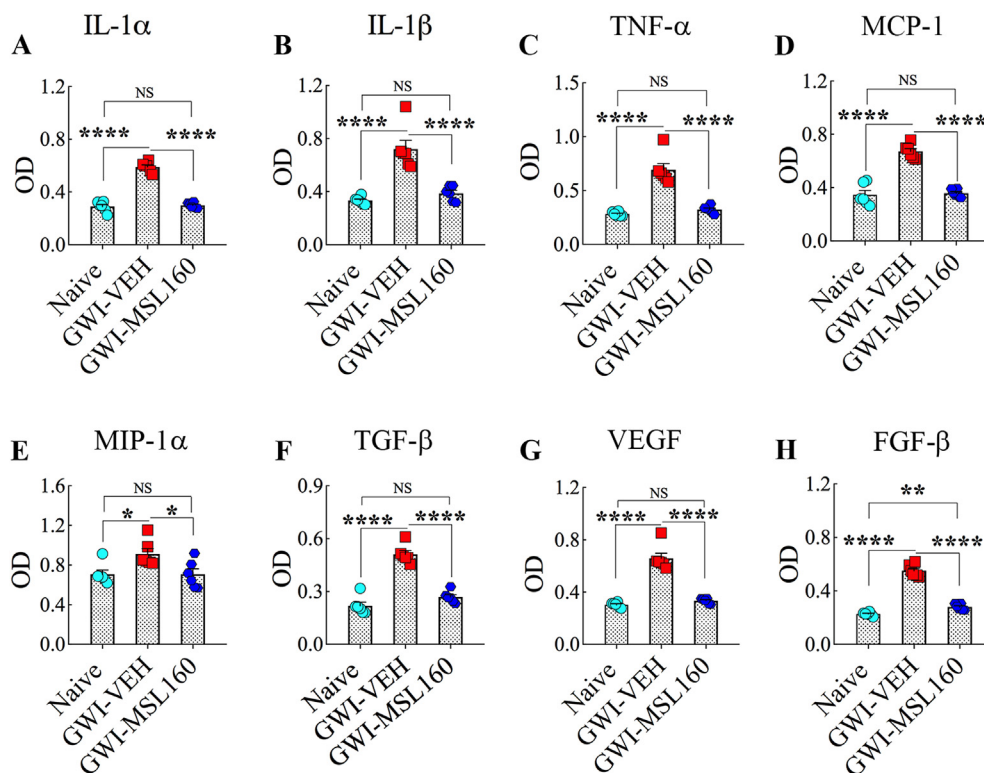 A IL-1α
NS
**** ****
OD
1.2
0.8
0.4
0.0
Naive
GWI-VEH
GWI-MSL160
B IL-1β
NS
**** ****
OD
1.2
0.8
0.4
0.0
Naive
GWI-VEH
GWI-MSL160
C TNF-α
NS
**** ****
OD
1.5
1.0
0.5
0.0
Naive
GWI-VEH
GWI-MSL160
D MCP-1
NS
**** ****
OD
1.2
0.8
0.4
0.0
Naive
GWI-VEH
GWI-MSL160
E MIP-1α
NS
* *
OD
1.6
1.2
0.8
0.4
0.0
Naive
GWI-VEH
GWI-MSL160
F TGF-β
NS
**** ****
OD
0.9
0.6
0.3
0.0
Naive
GWI-VEH
GWI-MSL160
G VEGF
NS
**** ****
OD
1.2
0.8
0.4
0.0
Naive
GWI-VEH
GWI-MSL160
H FGF-β
**
**** ****
OD
1.2
0.9
0.6
0.3
0.0
Naive
GWI-VEH
GWI-MSL160